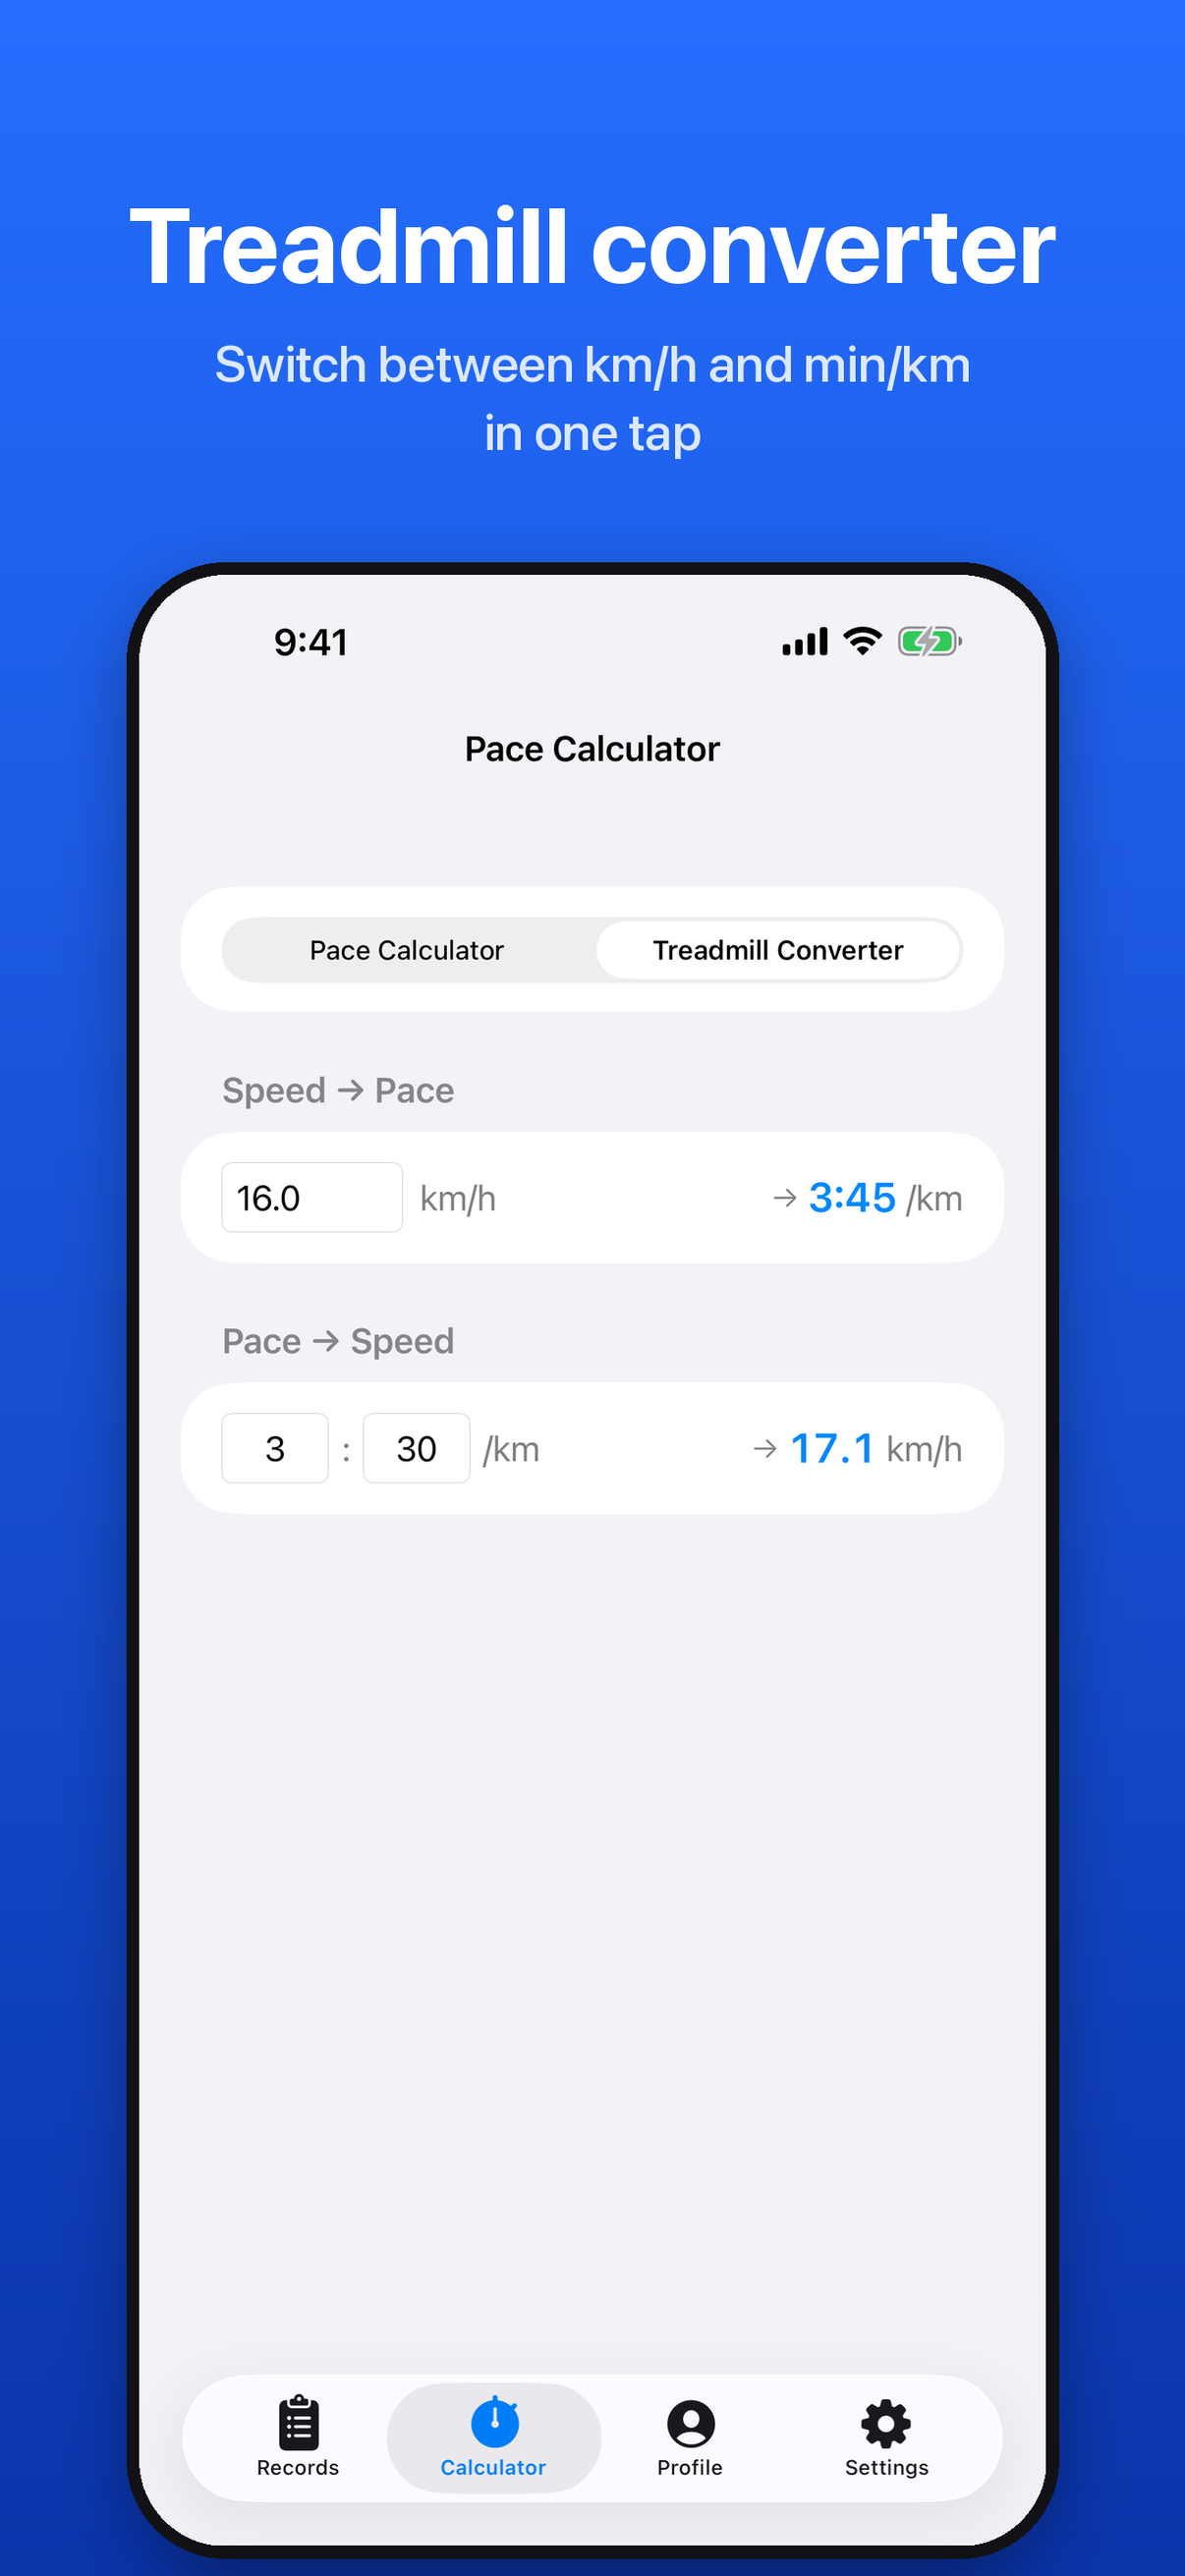 Treadmill converter
Switch between km/h and min/km
in one tap
9:41
Pace Calculator
Pace Calculator Treadmill Converter
Speed → Pace
16.0 km/h → 3:45 /km
Pace → Speed
3 : 30 /km → 17.1 km/h
Records Calculator Profile Settings